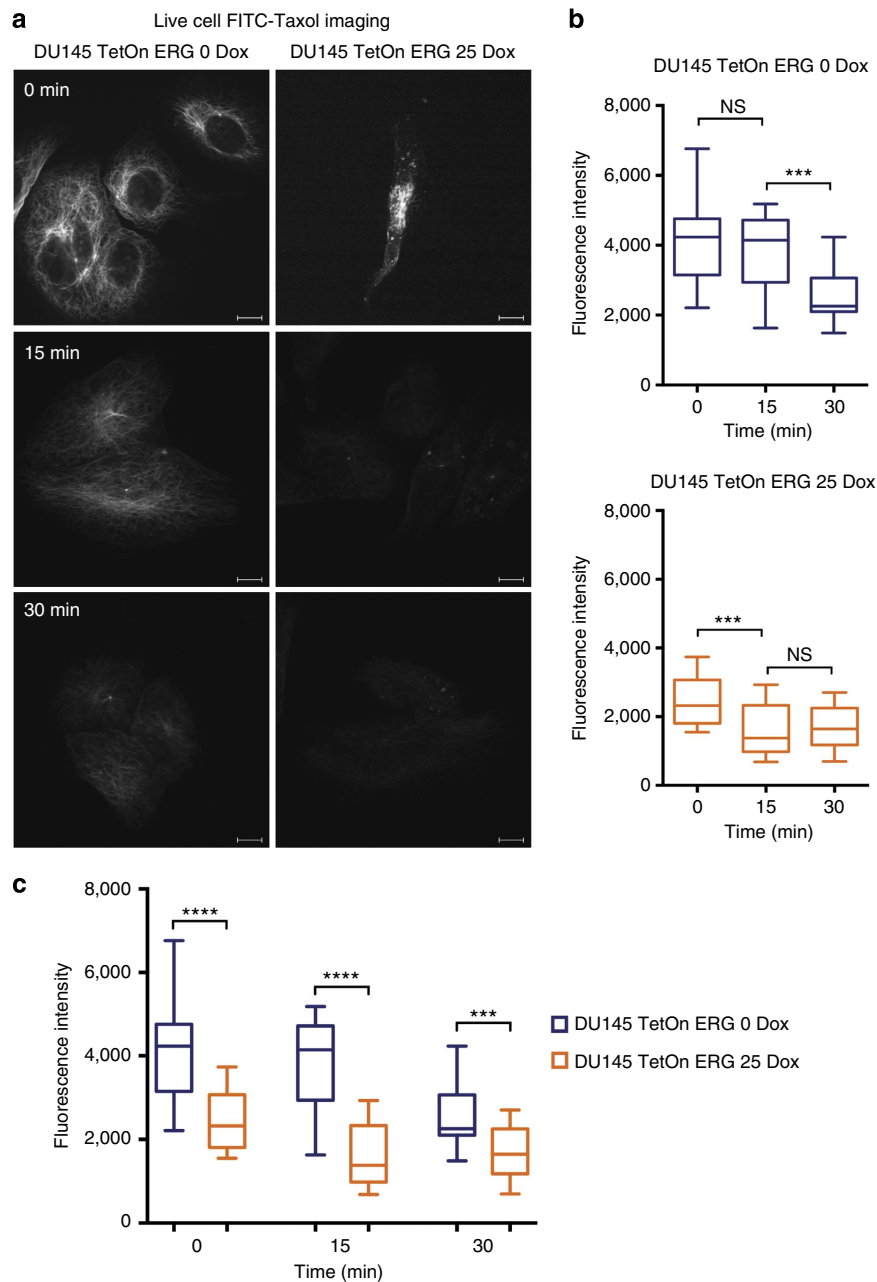 a
Live cell FITC-Taxol imaging
DU145 TetOn ERG 0 Dox
DU145 TetOn ERG 25 Dox
0 min
15 min
30 min
b
DU145 TetOn ERG 0 Dox
8,000
6,000
4,000
2,000
0
Fluorescence intensity
NS
***
0 15 30
Time (min)
DU145 TetOn ERG 25 Dox
8,000
6,000
4,000
2,000
0
Fluorescence intensity
***
NS
0 15 30
Time (min)
c
8,000
6,000
4,000
2,000
0
Fluorescence intensity
****
****
***
0 15 30
Time (min)
DU145 TetOn ERG 0 Dox
DU145 TetOn ERG 25 Dox